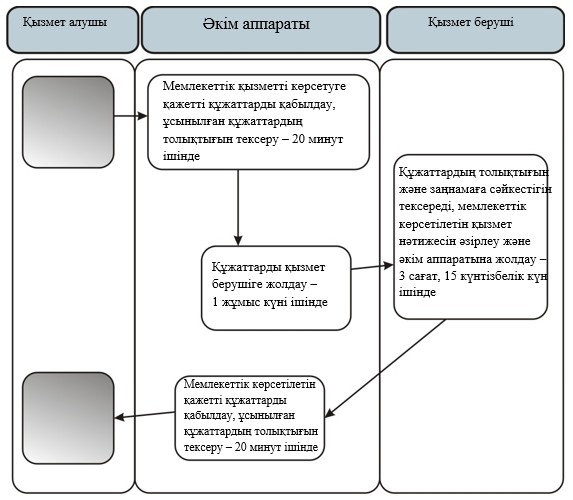 Қызмет алушы
Әкім аппараты
Қызмет беруші
Мемлекеттік қызметті көрсетуге
қажетті құжаттарды қабылдау,
ұсынылған құжаттардың
толықтығын тексеру – 20 минут
ішінде
Құжаттардың толықтығын
және заңнамаға сәйкестігін
тексереді, мемлекеттік
көрсетілетін қызмет
нәтижесін әзірлеу және
әкім аппаратына жолдау –
3 сағат, 15 күнтізбелік күн
ішінде
Құжаттарды қызмет
берушіге жолдау –
1 жұмыс күні ішінде
Мемлекеттік көрсетілетін
қажетті құжаттарды
қабылдау, ұсынылған
құжаттардың толықтығын
тексеру – 20 минут ішінде